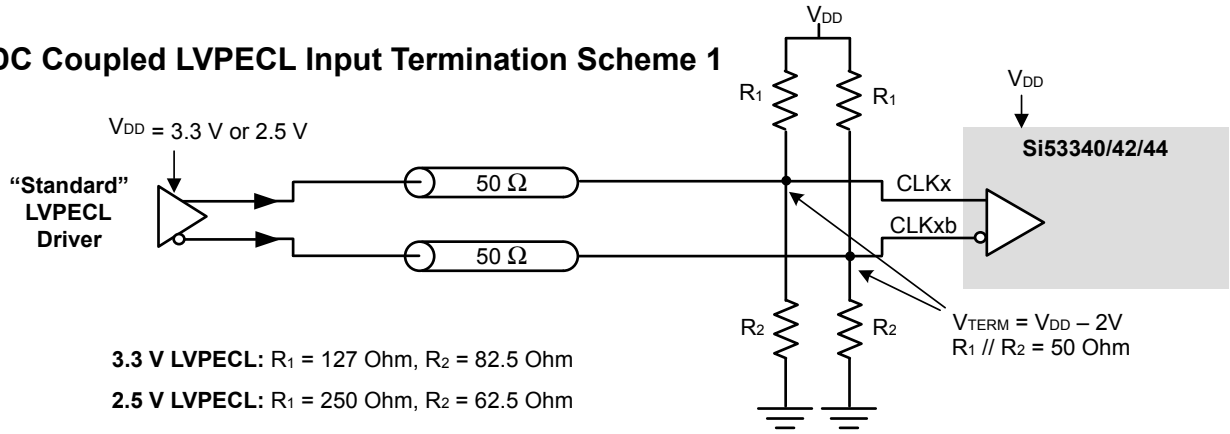 DC Coupled LVPECL Input Termination Scheme 1
VDD
R1
R1
VDD
VDD = 3.3 V or 2.5 V
Si53340/42/44
“Standard”
LVPECL
Driver
50 Ω
CLKx
CLKxb
50 Ω
R2
R2
VTERM = VDD – 2V
R1 // R2 = 50 Ohm
3.3 V LVPECL: R1 = 127 Ohm, R2 = 82.5 Ohm
2.5 V LVPECL: R1 = 250 Ohm, R2 = 62.5 Ohm